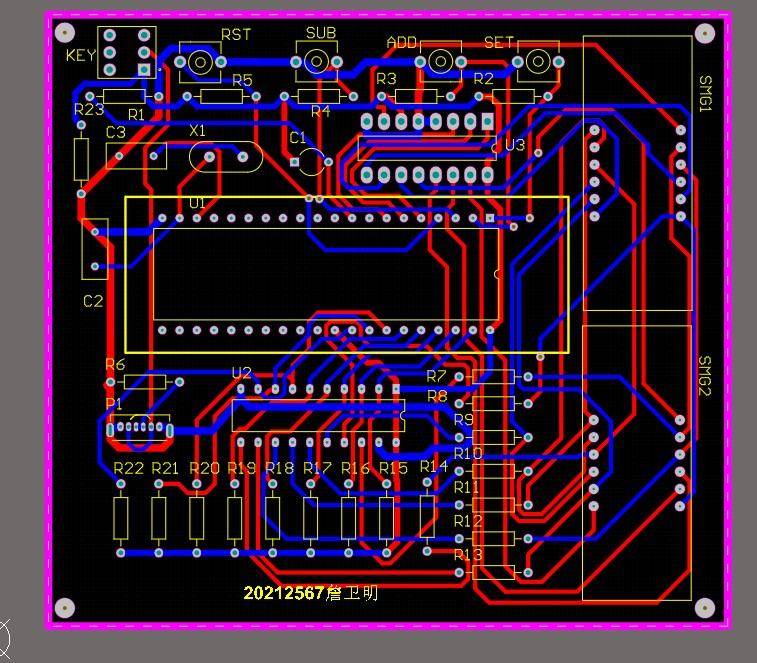 RST
SUB
KEY
ADD
SET
R5
R3
R2
SMG1
R23
R1
R4
C3
X1
C1
U3
U1
C2
R6
U2
R7
SMG2
P1
R8
R9
R10
R22 R21 R20 R19 R18 R17 R16 R15 R14
R11
R12
R13
20212567詹卫明